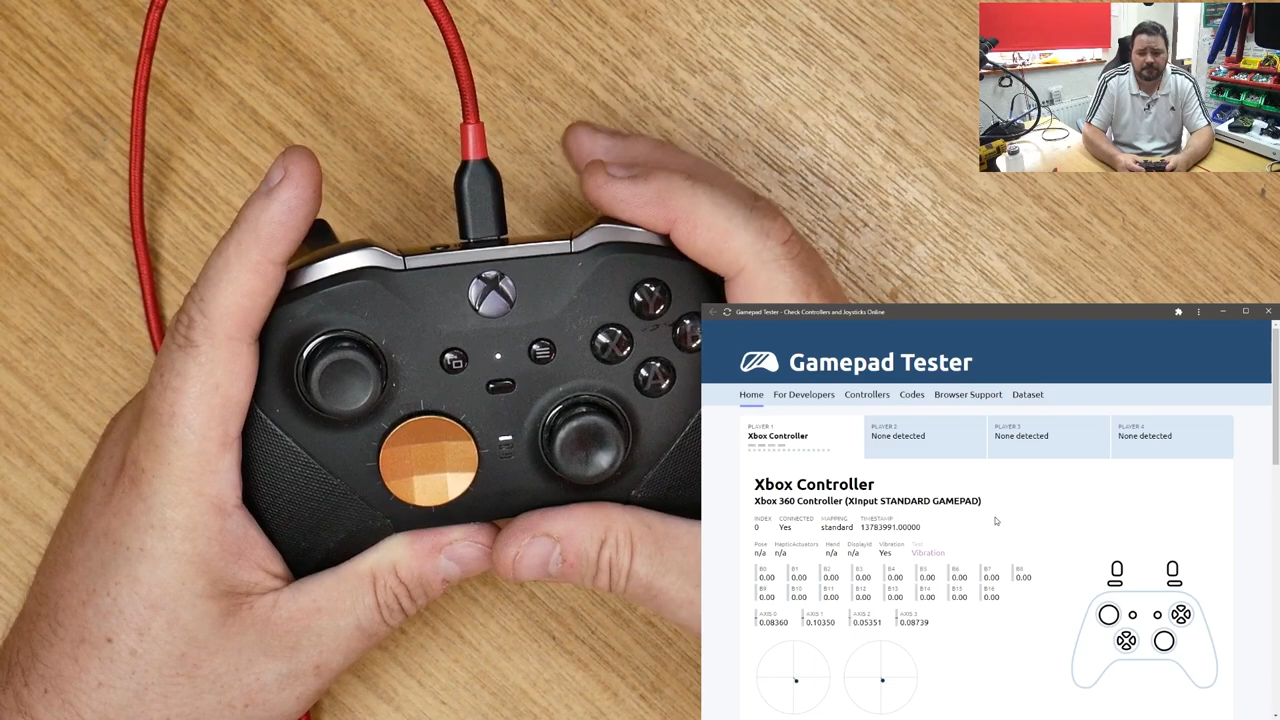 Y
X
B
A
Gamepad Tester - Check Controllers and Joysticks Online
Gamepad Tester
Home For Developers Controllers Codes Browser Support Dataset
PLAYER 1 PLAYER 2 PLAYER 3 PLAYER 4
Xbox Controller None detected None detected None detected
Xbox Controller
Xbox 360 Controller (XInput STANDARD GAMEPAD)
INDEX CONNECTED MAPPING TIMESTAMP
0 Yes standard 13783991.00000
Pose HapticActuators Hand DisplayId Vibration Test
n/a n/a n/a n/a Yes Vibration
B0 B1 B2 B3 B4 B5 B6 B7 B8
0.00 0.00 0.00 0.00 0.00 0.00 0.00 0.00 0.00
B9 B10 B11 B12 B13 B14 B15 B16
0.00 0.00 0.00 0.00 0.00 0.00 0.00 0.00
AXIS 0 AXIS 1 AXIS 2 AXIS 3
0.08360 0.10350 0.05351 0.08739